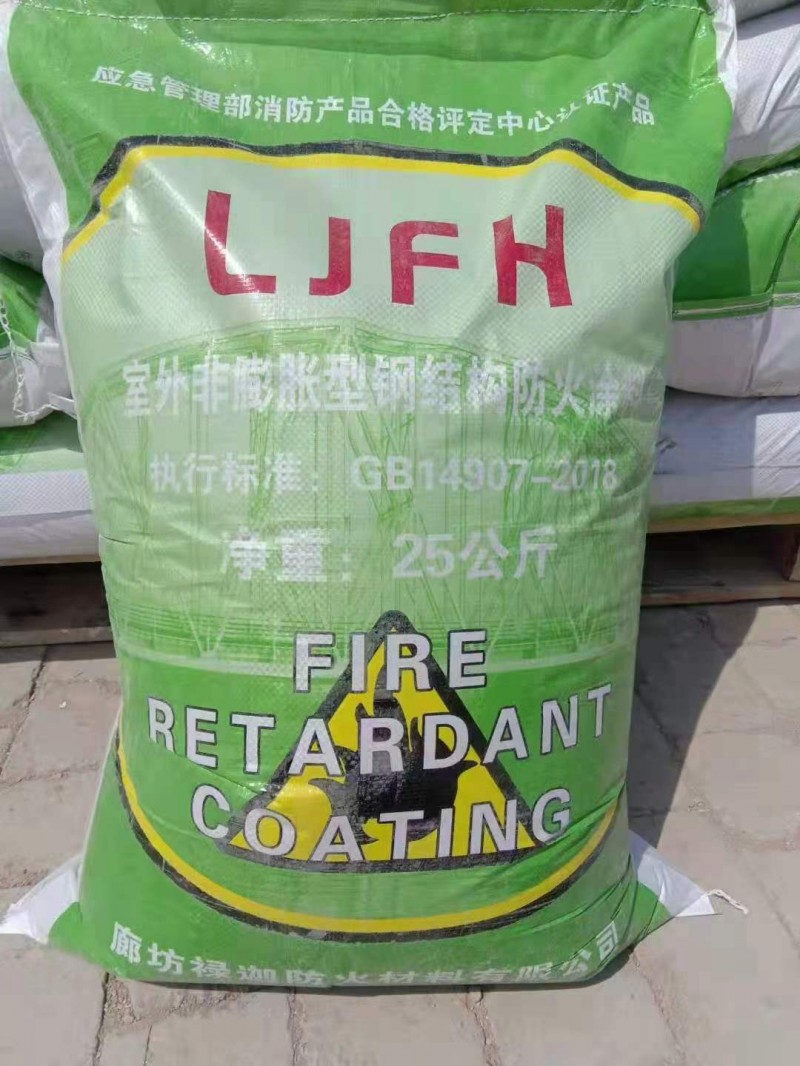 应急管理部消防产品合格评定中心认证产品
LJFH
室外非膨胀型钢结构防火涂料
执行标准：GB14907-2018
净重：25公斤
FIRE
RETARDANT
COATING
廊坊禄迦防火材料有限公司